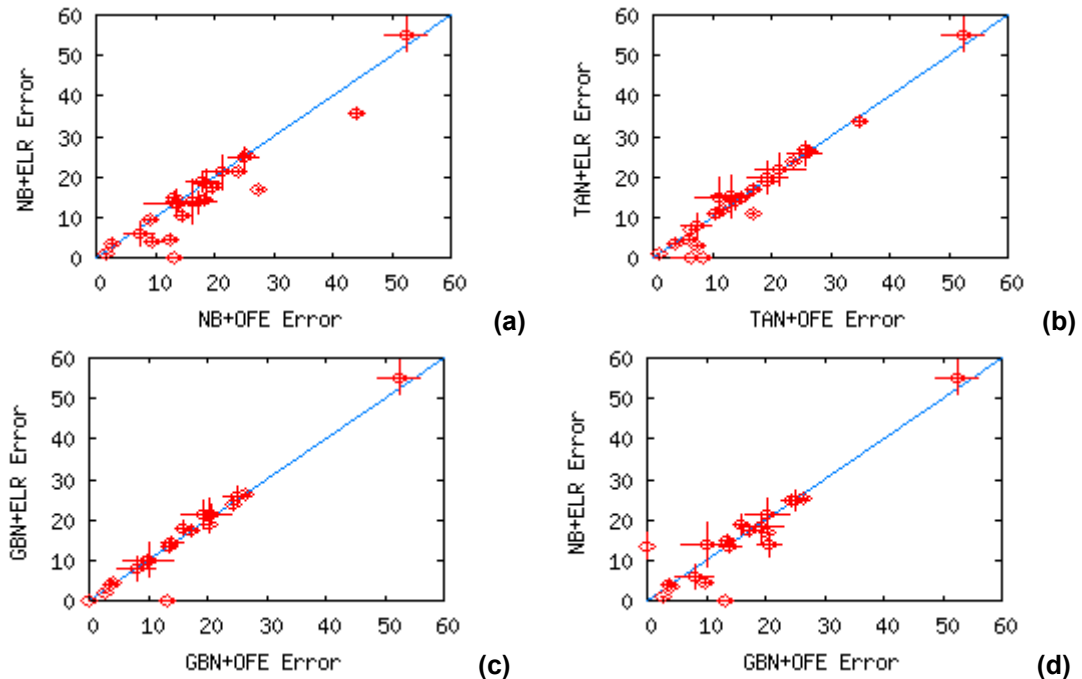 60
50
40
30
20
10
0
NB+ELR Error
0 10 20 30 40 50 60
NB+OFE Error
(a)
60
50
40
30
20
10
0
TAN+ELR Error
0 10 20 30 40 50 60
TAN+OFE Error
(b)
60
50
40
30
20
10
0
GBN+ELR Error
0 10 20 30 40 50 60
GBN+OFE Error
(c)
60
50
40
30
20
10
0
NB+ELR Error
0 10 20 30 40 50 60
GBN+OFE Error
(d)